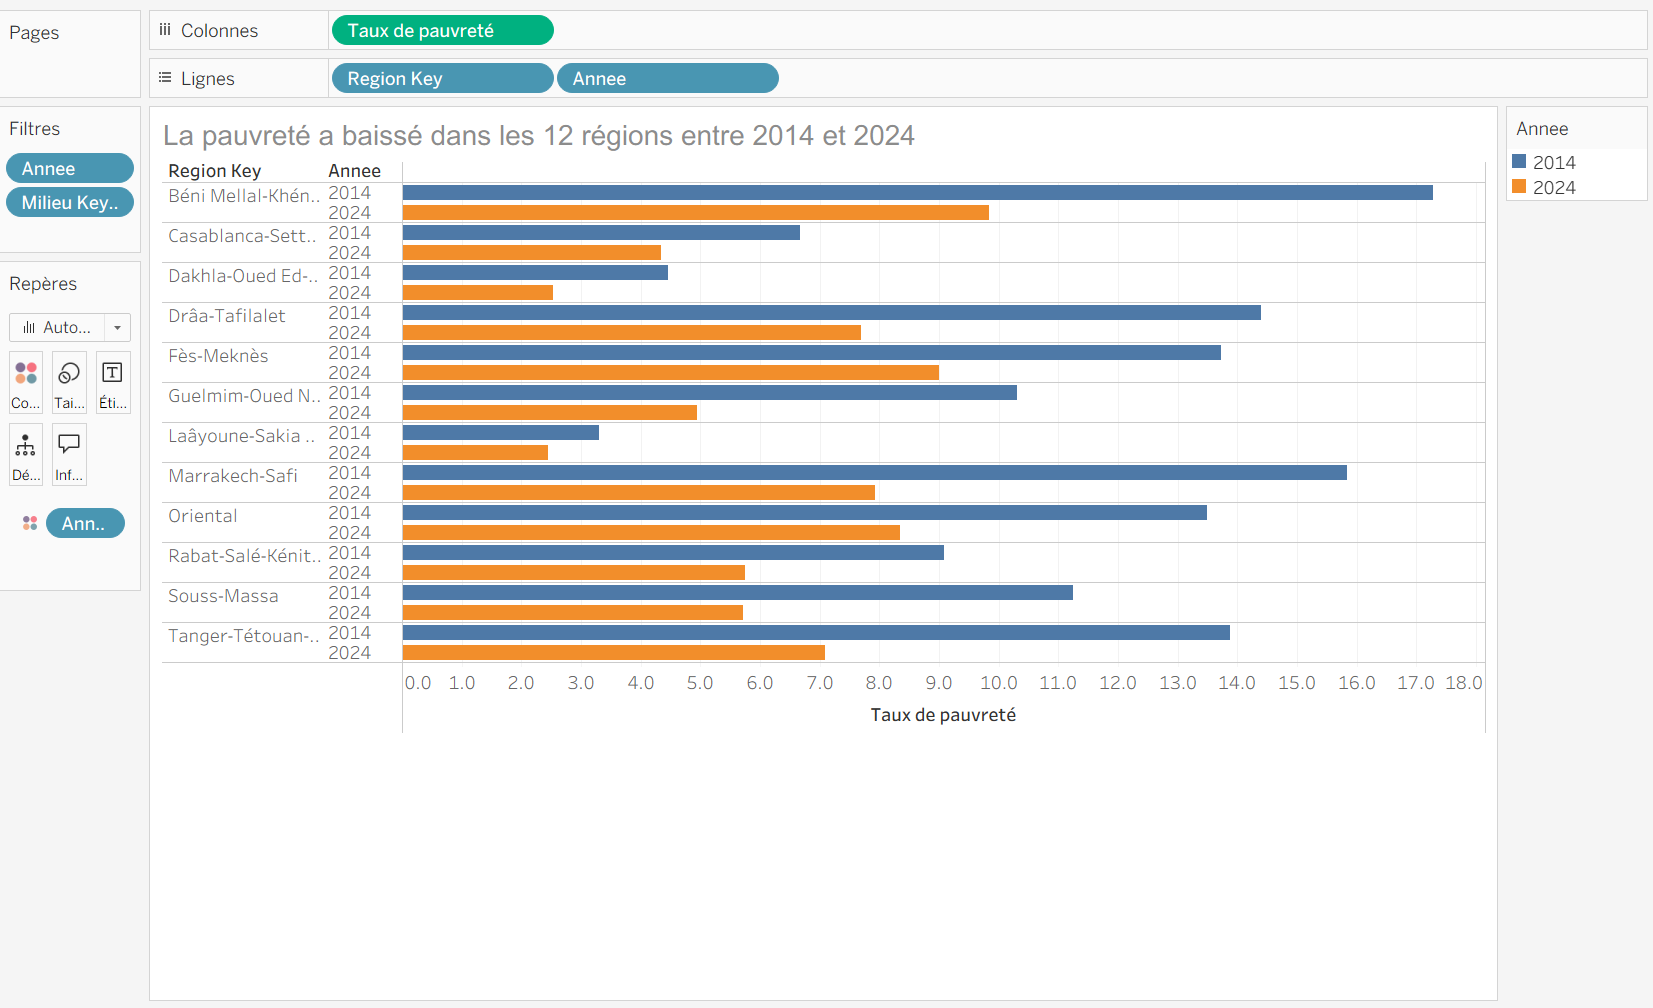 Pages
Colonnes
Taux de pauvreté
Lignes
Region Key
Annee
Filtres
Annee
Milieu Key..
Repères
Auto...
Co...
Tai...
Éti...
Dé...
Inf...
Ann..
La pauvreté a baissé dans les 12 régions entre 2014 et 2024
Region Key Annee
Béni Mellal-Khén.. 2014
2024
Casablanca-Sett.. 2014
2024
Dakhla-Oued Ed-.. 2014
2024
Drâa-Tafilalet 2014
2024
Fès-Meknès 2014
2024
Guelmim-Oued N.. 2014
2024
Laâyoune-Sakia .. 2014
2024
Marrakech-Safi 2014
2024
Oriental 2014
2024
Rabat-Salé-Kénit.. 2014
2024
Souss-Massa 2014
2024
Tanger-Tétouan-.. 2014
2024
0.0 1.0 2.0 3.0 4.0 5.0 6.0 7.0 8.0 9.0 10.0 11.0 12.0 13.0 14.0 15.0 16.0 17.0 18.0
Taux de pauvreté
Annee
2014
2024